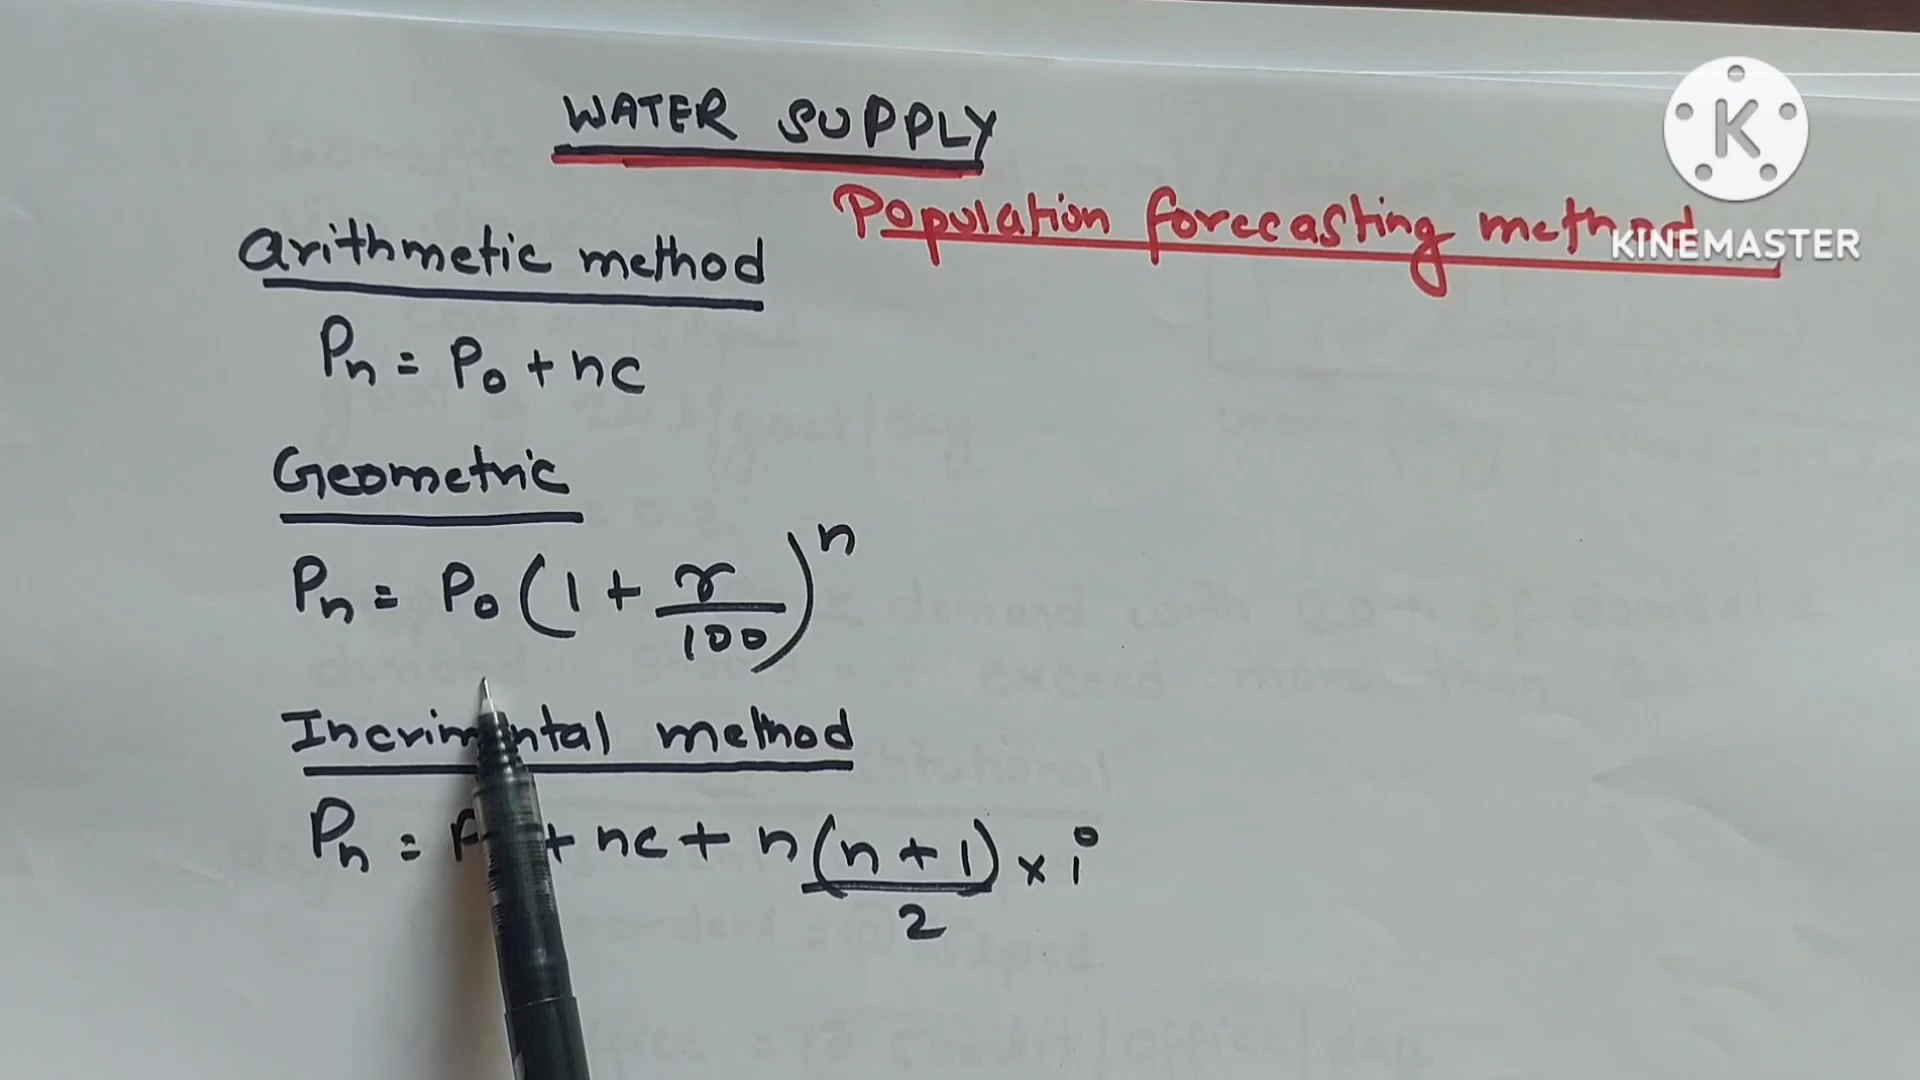 WATER SUPPLY
Population forecasting method
K
KINEMASTER
arithmetic method
Pn = Po + nc
Geometric
Pn = Po (1 + r/100)^n
Incrimental method
Pn = P + nc + n(n + 1)/2 × i